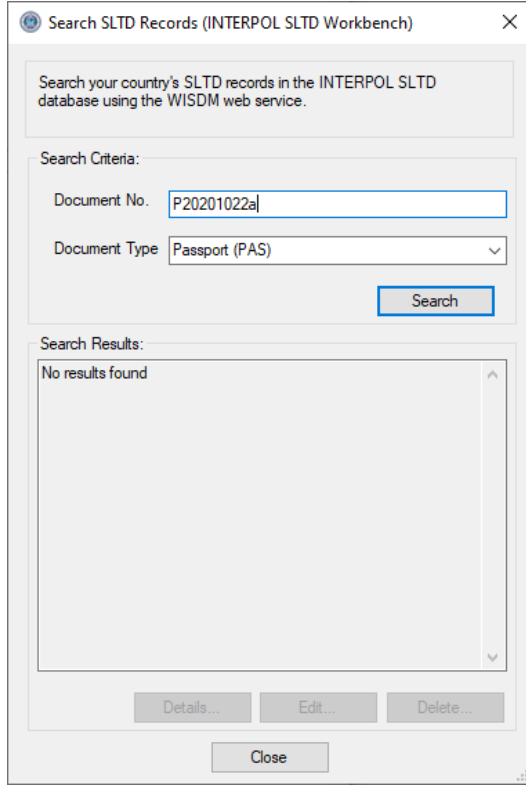 Search SLTD Records (INTERPOL SLTD Workbench)
Search your country's SLTD records in the INTERPOL SLTD
database using the WISDM web service.
Search Criteria:
Document No. P20201022a
Document Type Passport (PAS)
Search
Search Results:
No results found
Details... Edit... Delete...
Close